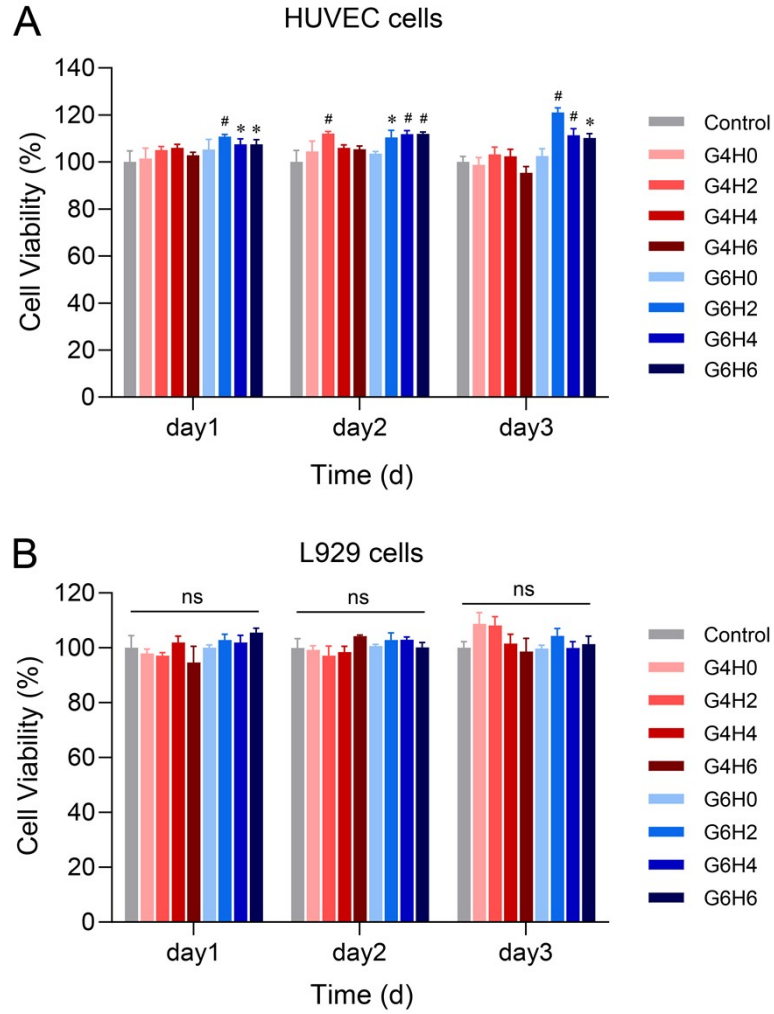 A
HUVEC cells
Cell Viability (%)
140
120
100
80
60
40
20
0
# * *
# * # #
# # *
day1 day2 day3
Time (d)
Control
G4H0
G4H2
G4H4
G4H6
G6H0
G6H2
G6H4
G6H6
B
L929 cells
Cell Viability (%)
120
100
80
60
40
20
0
ns ns ns
day1 day2 day3
Time (d)
Control
G4H0
G4H2
G4H4
G4H6
G6H0
G6H2
G6H4
G6H6